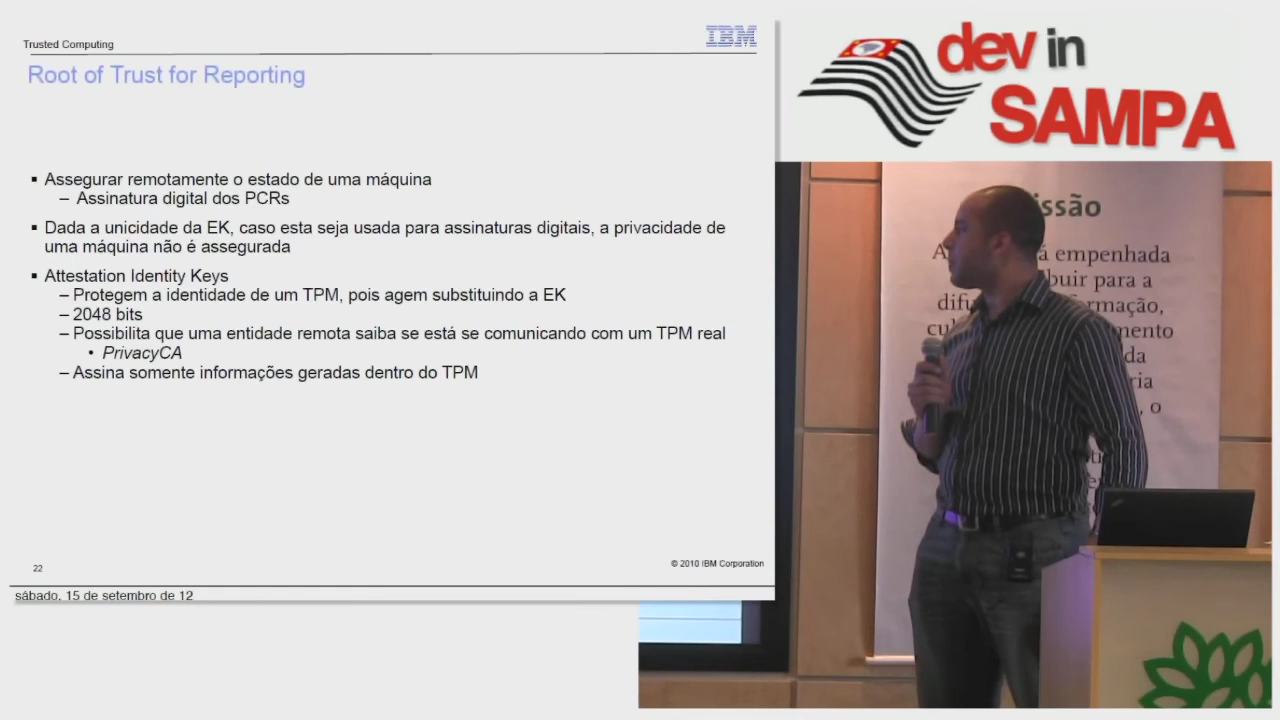 Trusted Computing
IBM
Root of Trust for Reporting
▪ Assegurar remotamente o estado de uma máquina
– Assinatura digital dos PCRs
▪ Dada a unicidade da EK, caso esta seja usada para assinaturas digitais, a privacidade de
uma máquina não é assegurada
▪ Attestation Identity Keys
– Protegem a identidade de um TPM, pois agem substituindo a EK
– 2048 bits
– Possibilita que uma entidade remota saiba se está se comunicando com um TPM real
• PrivacyCA
– Assina somente informações geradas dentro do TPM
22
© 2010 IBM Corporation
sábado, 15 de setembro de 12
dev in
SAMPA
issão
A á empenhada
buir para a
difu rmação,
cul mento
da
ria
, o